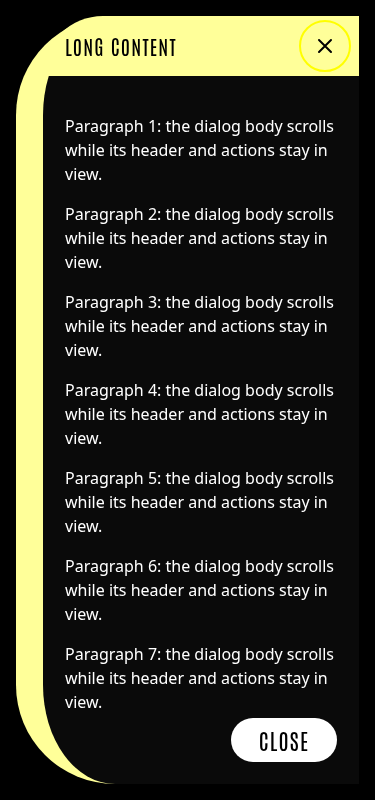 LONG CONTENT
Paragraph 1: the dialog body scrolls
while its header and actions stay in
view.
Paragraph 2: the dialog body scrolls
while its header and actions stay in
view.
Paragraph 3: the dialog body scrolls
while its header and actions stay in
view.
Paragraph 4: the dialog body scrolls
while its header and actions stay in
view.
Paragraph 5: the dialog body scrolls
while its header and actions stay in
view.
Paragraph 6: the dialog body scrolls
while its header and actions stay in
view.
Paragraph 7: the dialog body scrolls
while its header and actions stay in
view.
CLOSE